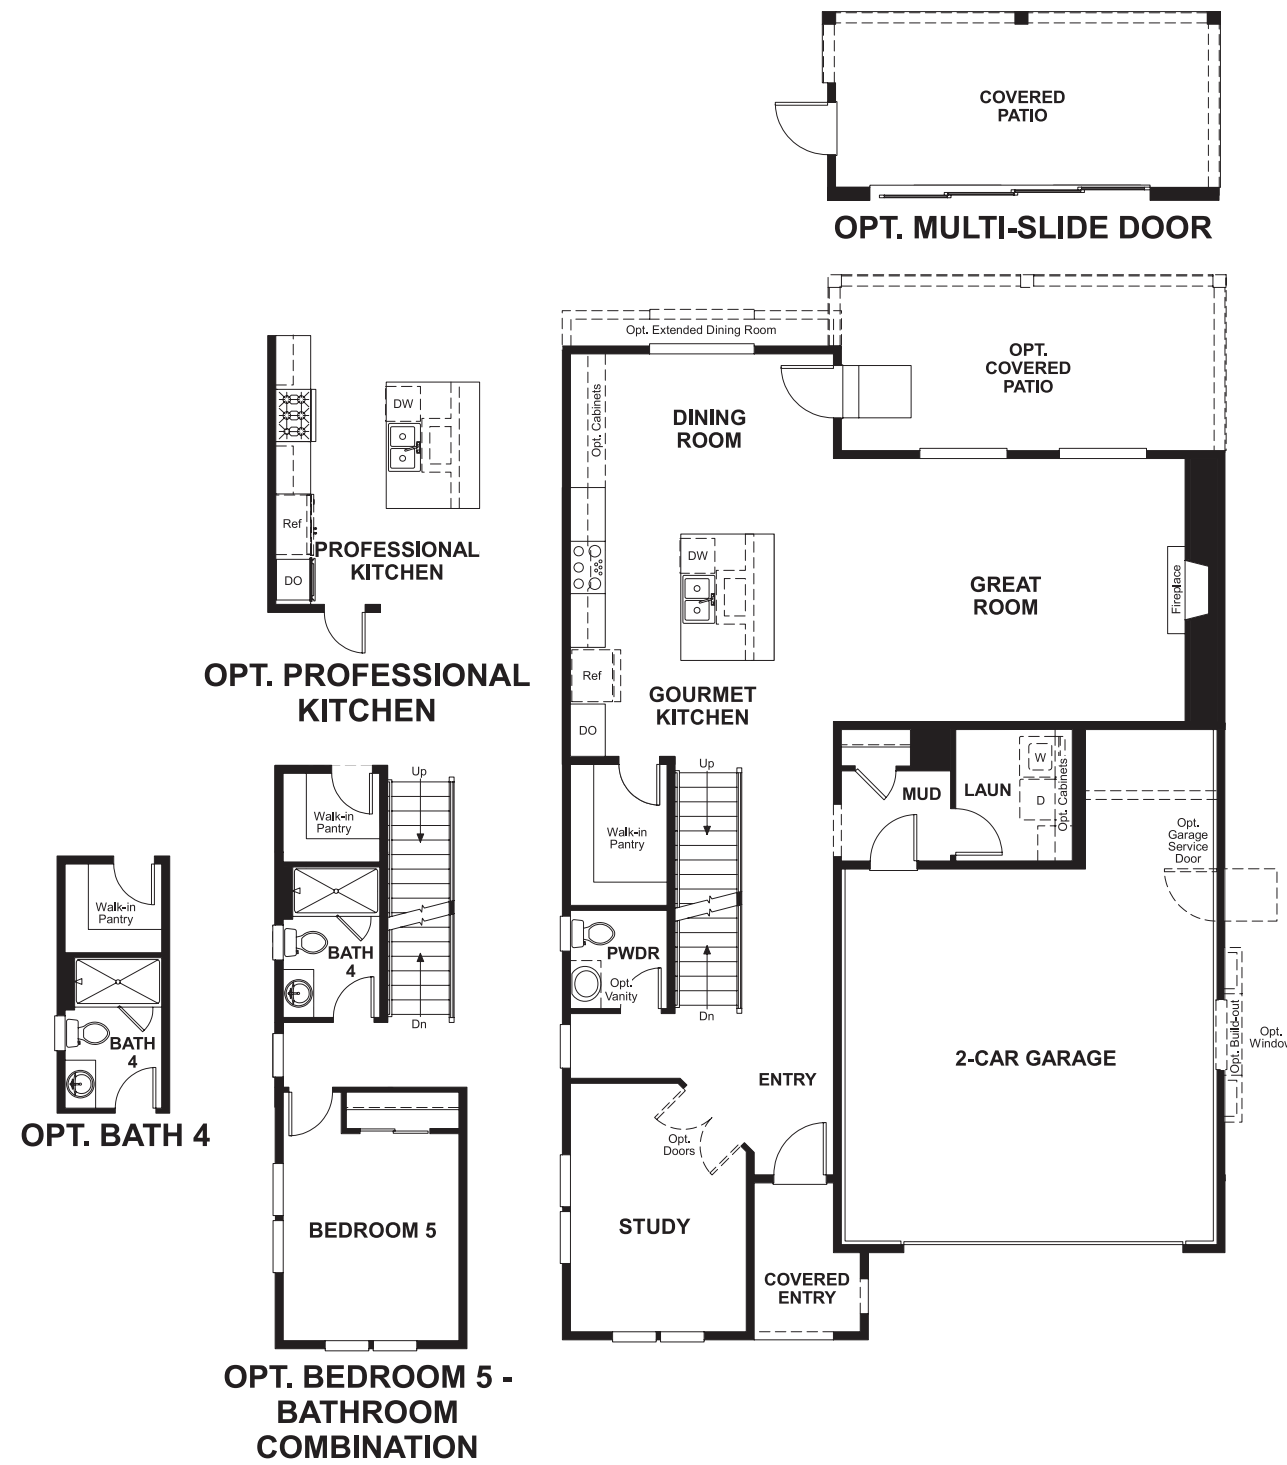 COVERED
PATIO
OPT. MULTI-SLIDE DOOR
Opt. Extended Dining Room
OPT.
COVERED
PATIO
Opt. Cabinets
DINING
ROOM
DW
GREAT
ROOM
Fireplace
Ref
GOURMET
KITCHEN
DO
DW
Ref
PROFESSIONAL
KITCHEN
DO
OPT. PROFESSIONAL
KITCHEN
Up
Walk-in
Pantry
MUD
LAUN
W
D
Opt. Cabinets
Opt.
Garage
Service
Door
PWDR
Opt.
Vanity
Dn
ENTRY
2-CAR GARAGE
Opt. Build-out
Opt.
Window
Opt.
Doors
STUDY
COVERED
ENTRY
Up
Walk-in
Pantry
BATH
4
Dn
BEDROOM 5
OPT. BEDROOM 5 -
BATHROOM
COMBINATION
Walk-in
Pantry
BATH
4
OPT. BATH 4